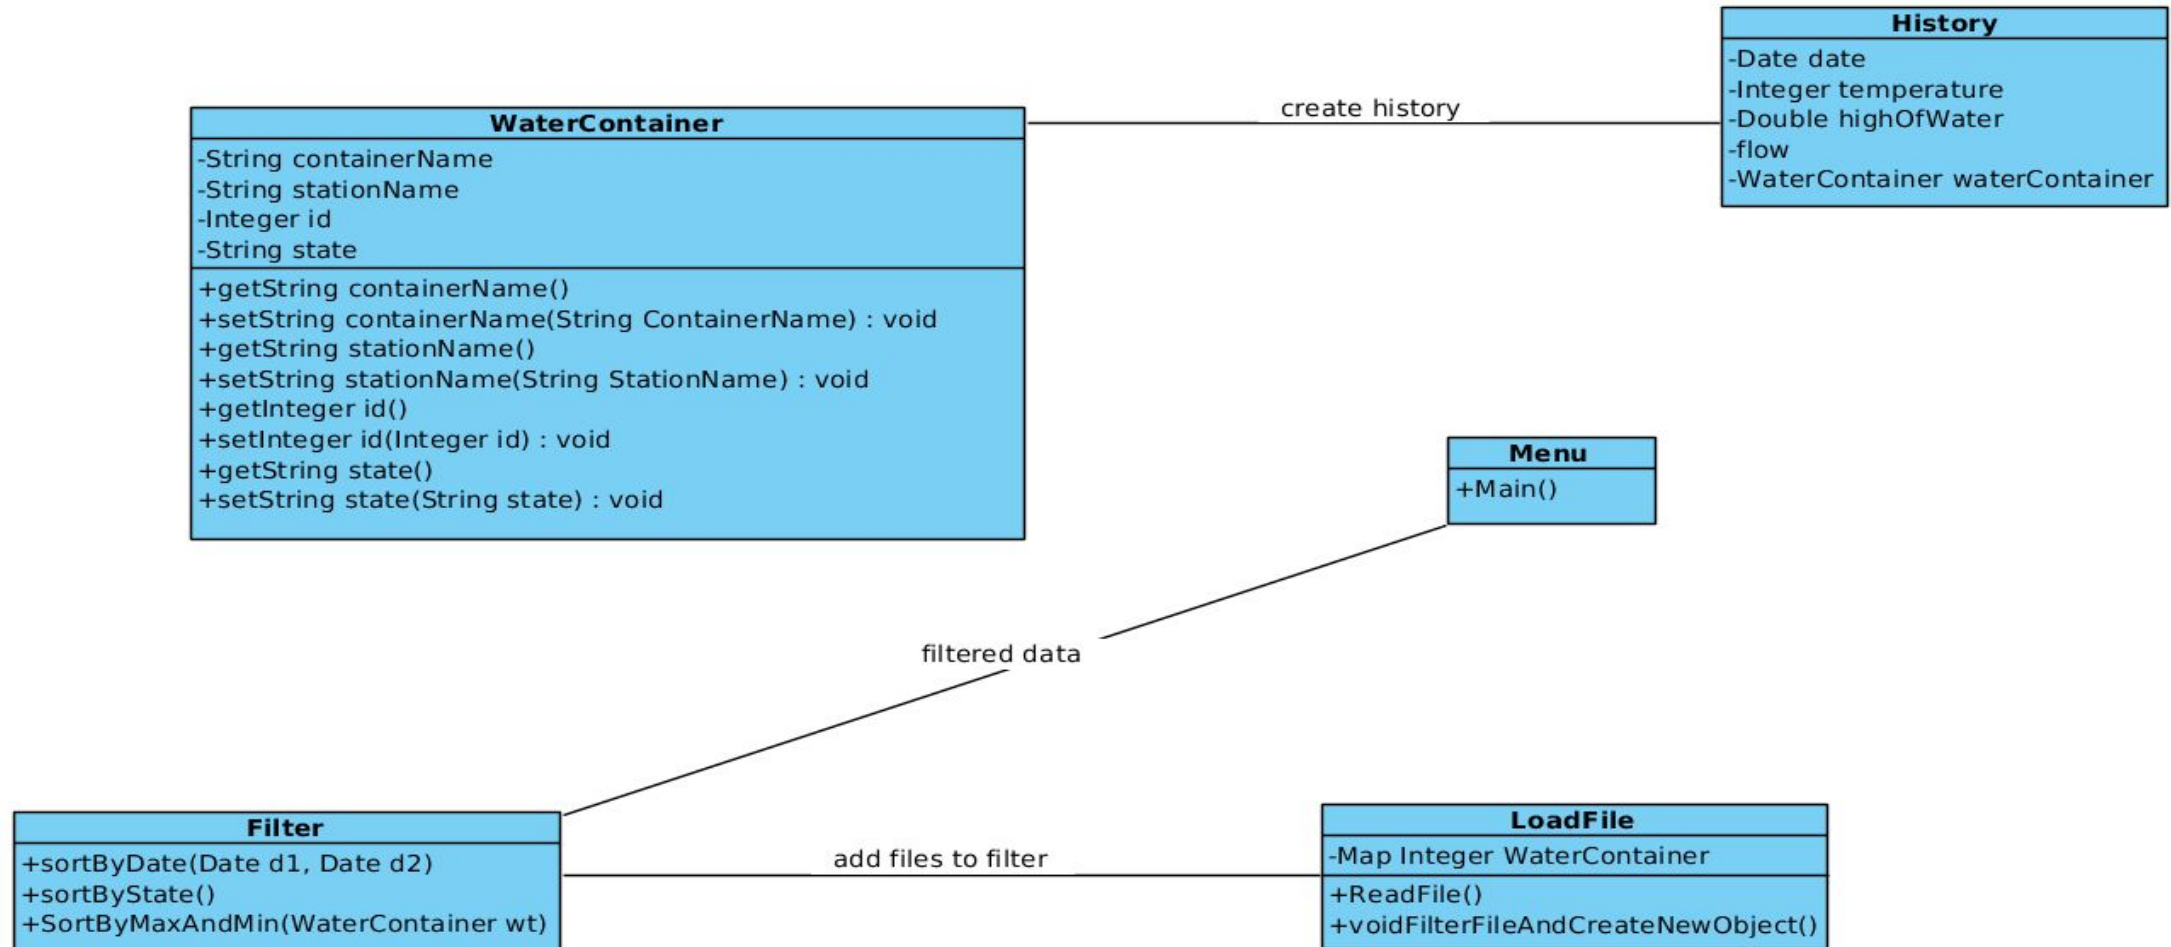 History
-Date date
-Integer temperature
-Double highOfWater
-flow
-WaterContainer waterContainer
create history
WaterContainer
-String containerName
-String stationName
-Integer id
-String state
+getString containerName()
+setString containerName(String ContainerName) : void
+getString stationName()
+setString stationName(String StationName) : void
+getInteger id()
+setInteger id(Integer id) : void
+getString state()
+setString state(String state) : void
Menu
+Main()
filtered data
Filter
+sortByDate(Date d1, Date d2)
+sortByState()
+SortByMaxAndMin(WaterContainer wt)
add files to filter
LoadFile
-Map Integer WaterContainer
+ReadFile()
+voidFilterFileAndCreateNewObject()